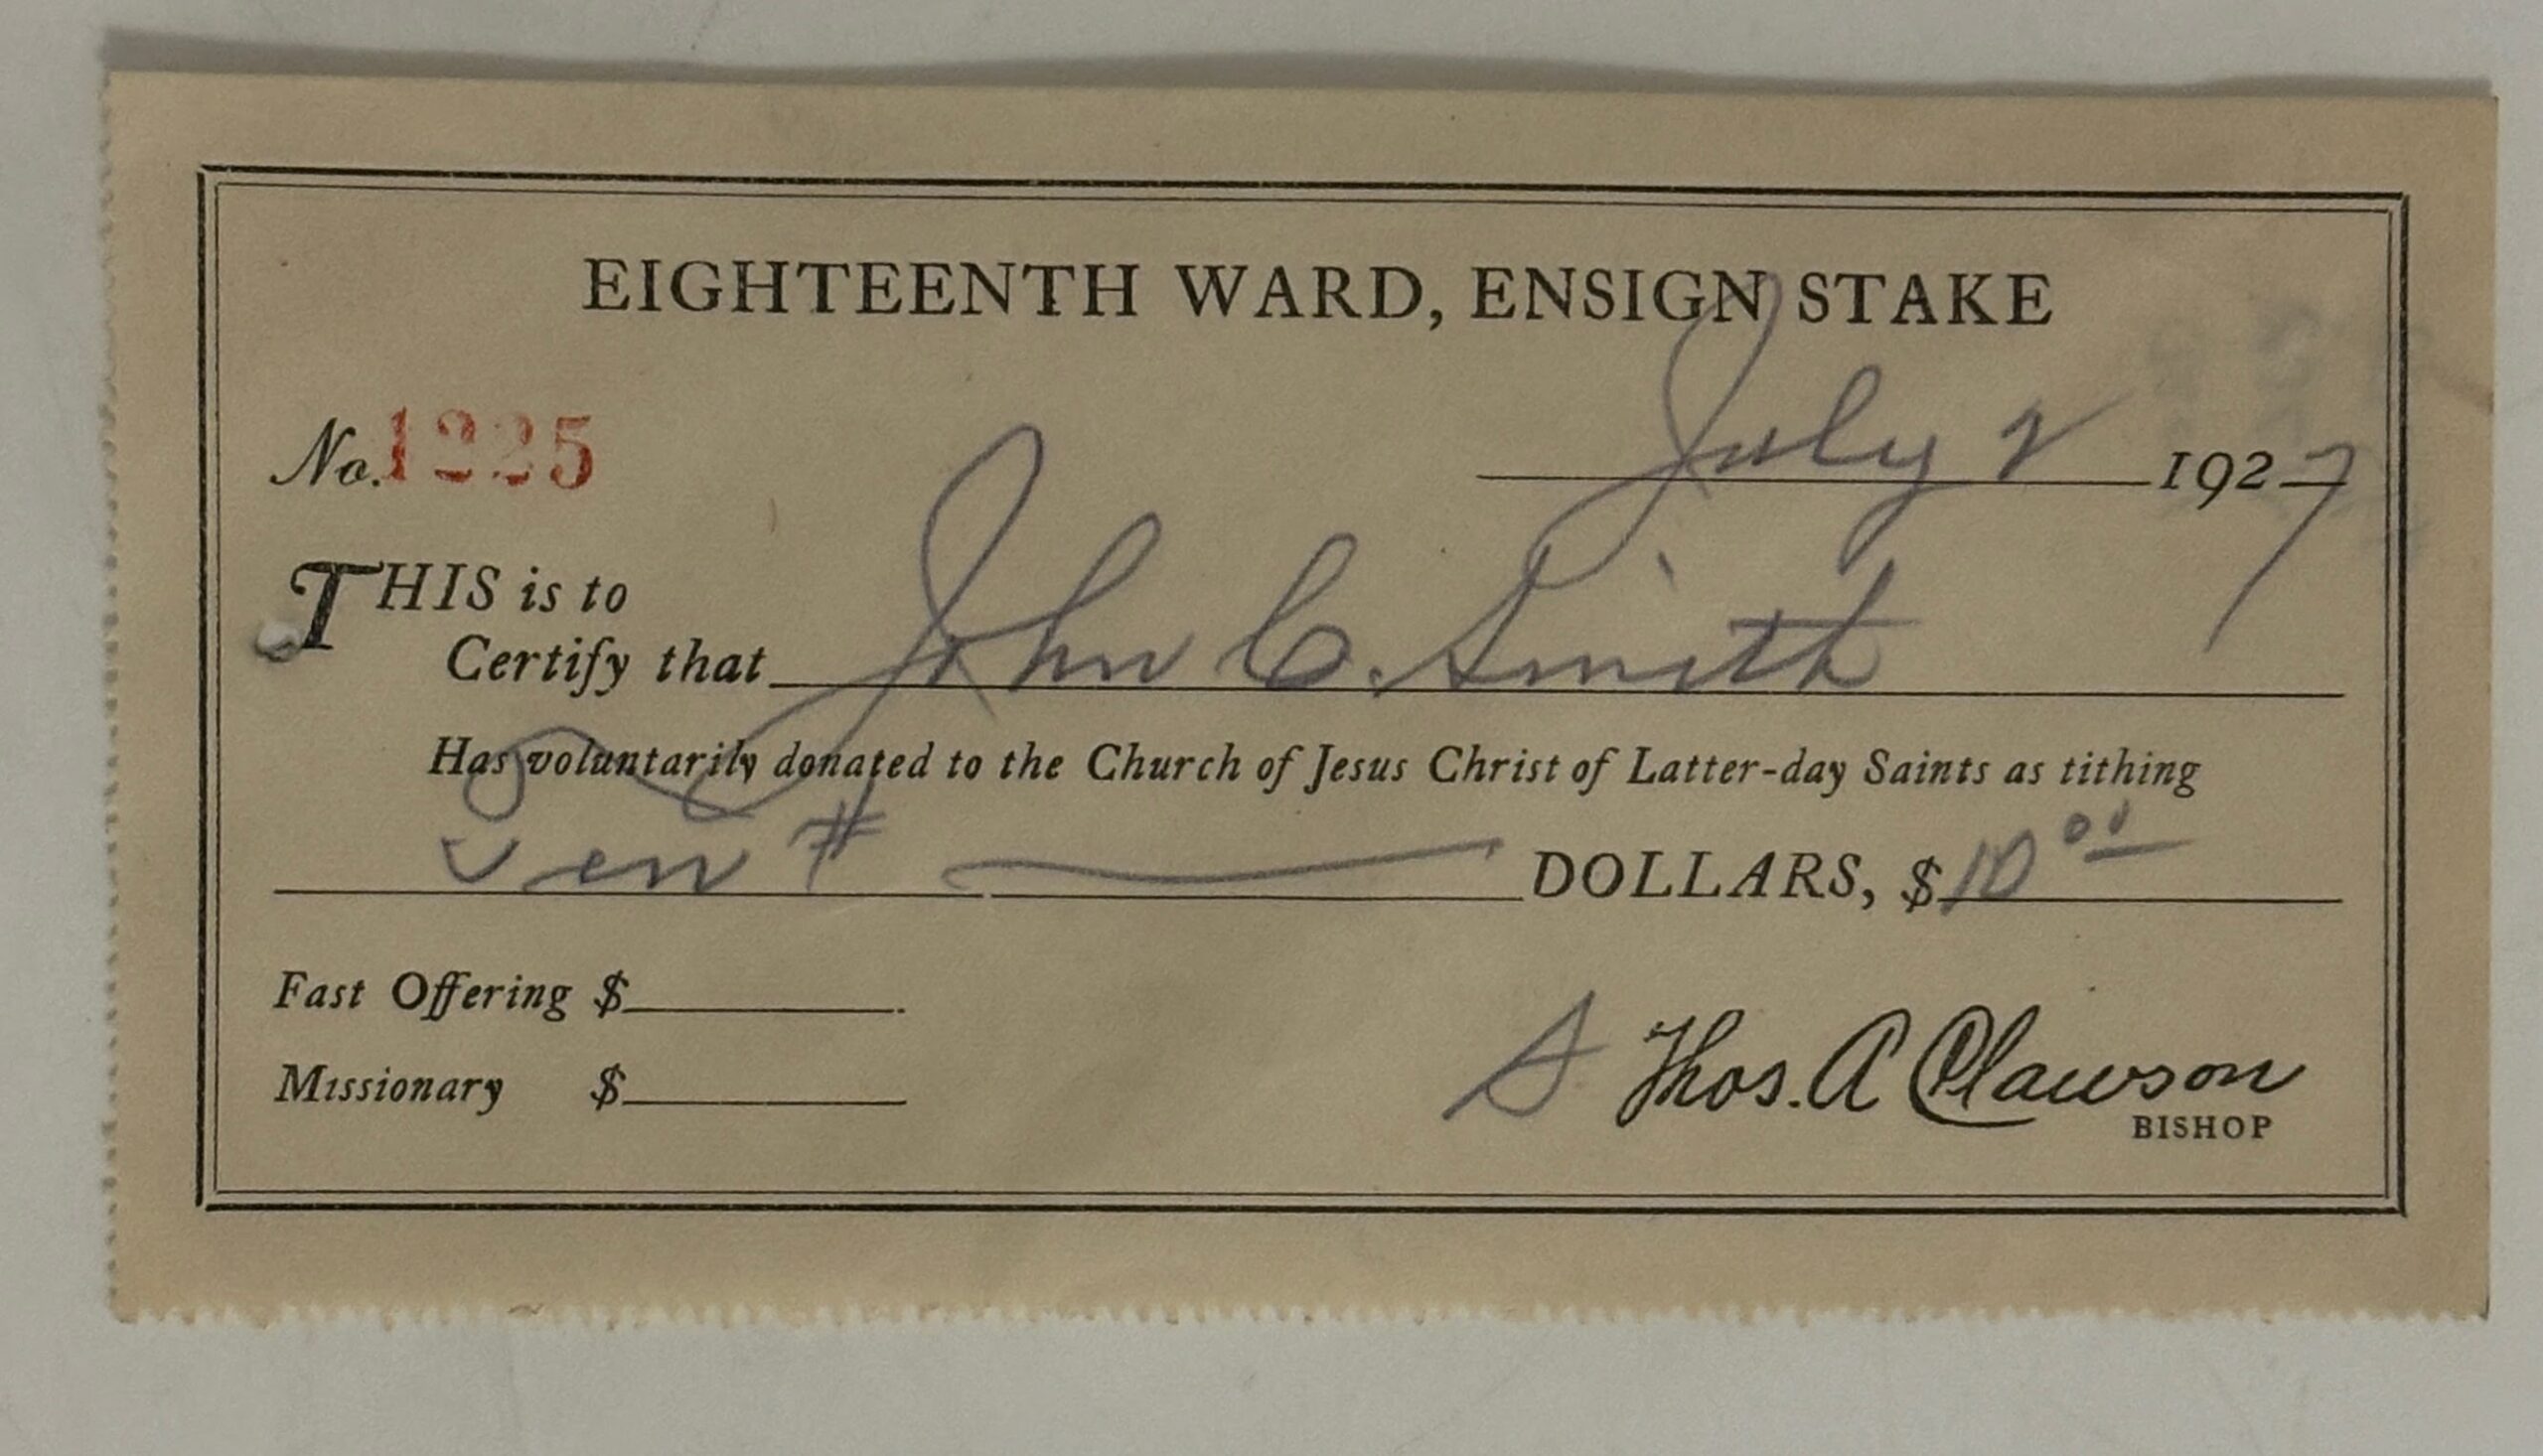 EIGHTEENTH WARD, ENSIGN STAKE
No. 1225 July 2 1927
THIS is to
Certify that John C. Smith
Has voluntarily donated to the Church of Jesus Christ of Latter-day Saints as tithing
Ten # DOLLARS, $10 00
Fast Offering $
Missionary $
S Thos. A Clawson
BISHOP